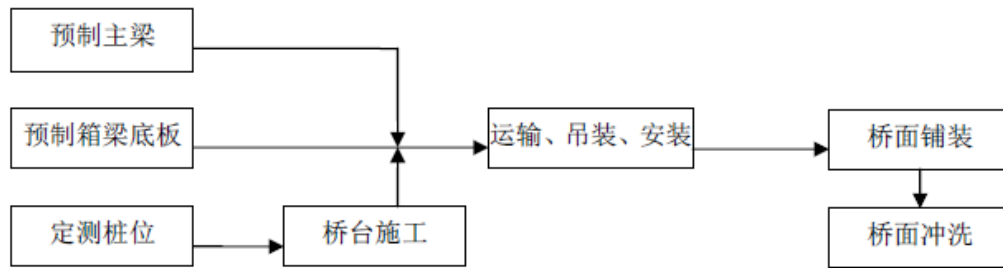 预制主梁
预制箱梁底板
运输、吊装、安装
桥面铺装
定测桩位
桥台施工
桥面冲洗